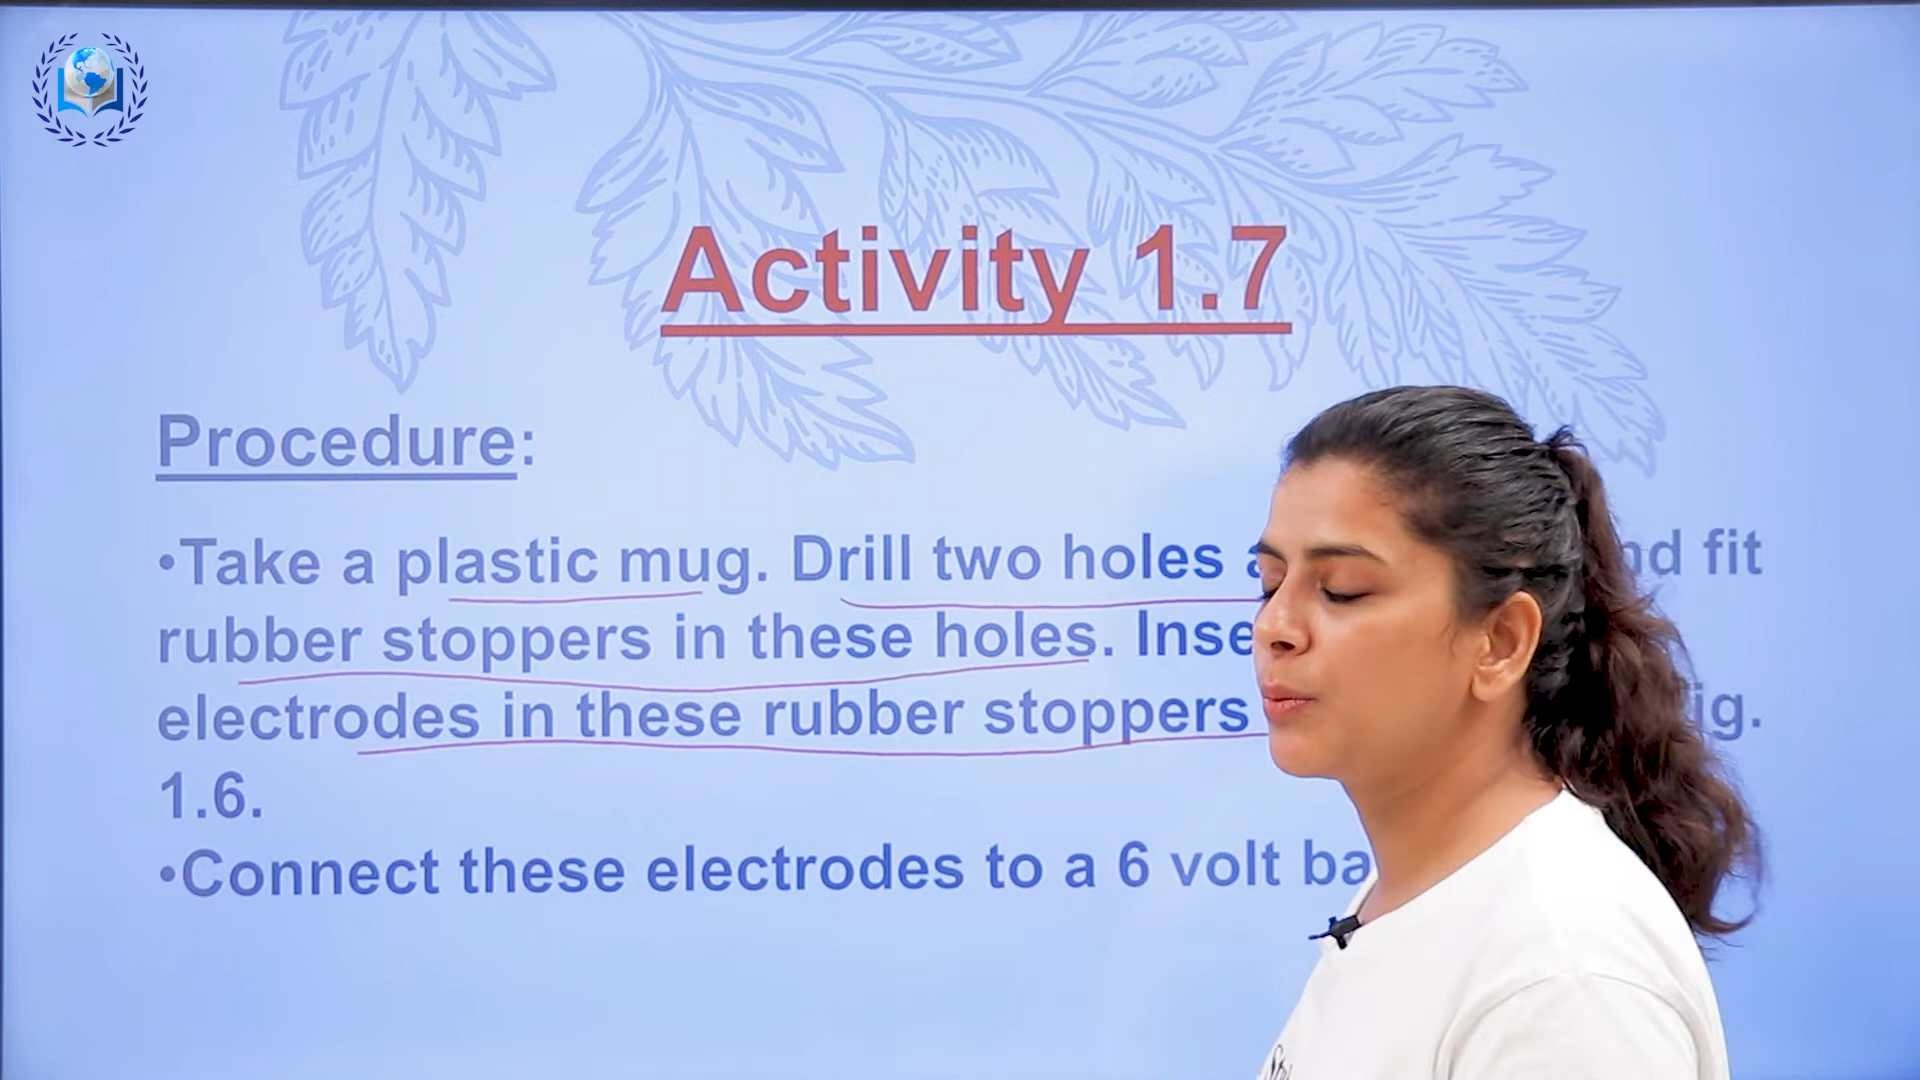 Activity 1.7
Procedure:
•Take a plastic mug. Drill two holes nd fit
rubber stoppers in these holes. Inse
electrodes in these rubber stoppers ig.
1.6.
•Connect these electrodes to a 6 volt ba